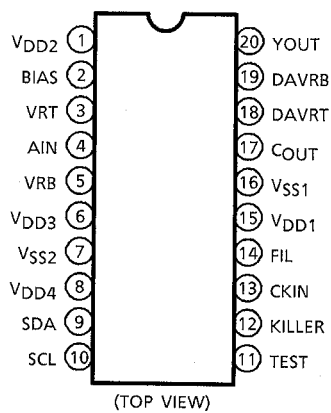 VDD2 1 20 YOUT
BIAS 2 19 DAVRB
VRT 3 18 DAVRT
AIN 4 17 COUT
VRB 5 16 VSS1
VDD3 6 15 VDD1
VSS2 7 14 FIL
VDD4 8 13 CKIN
SDA 9 12 KILLER
SCL 10 11 TEST
(TOP VIEW)